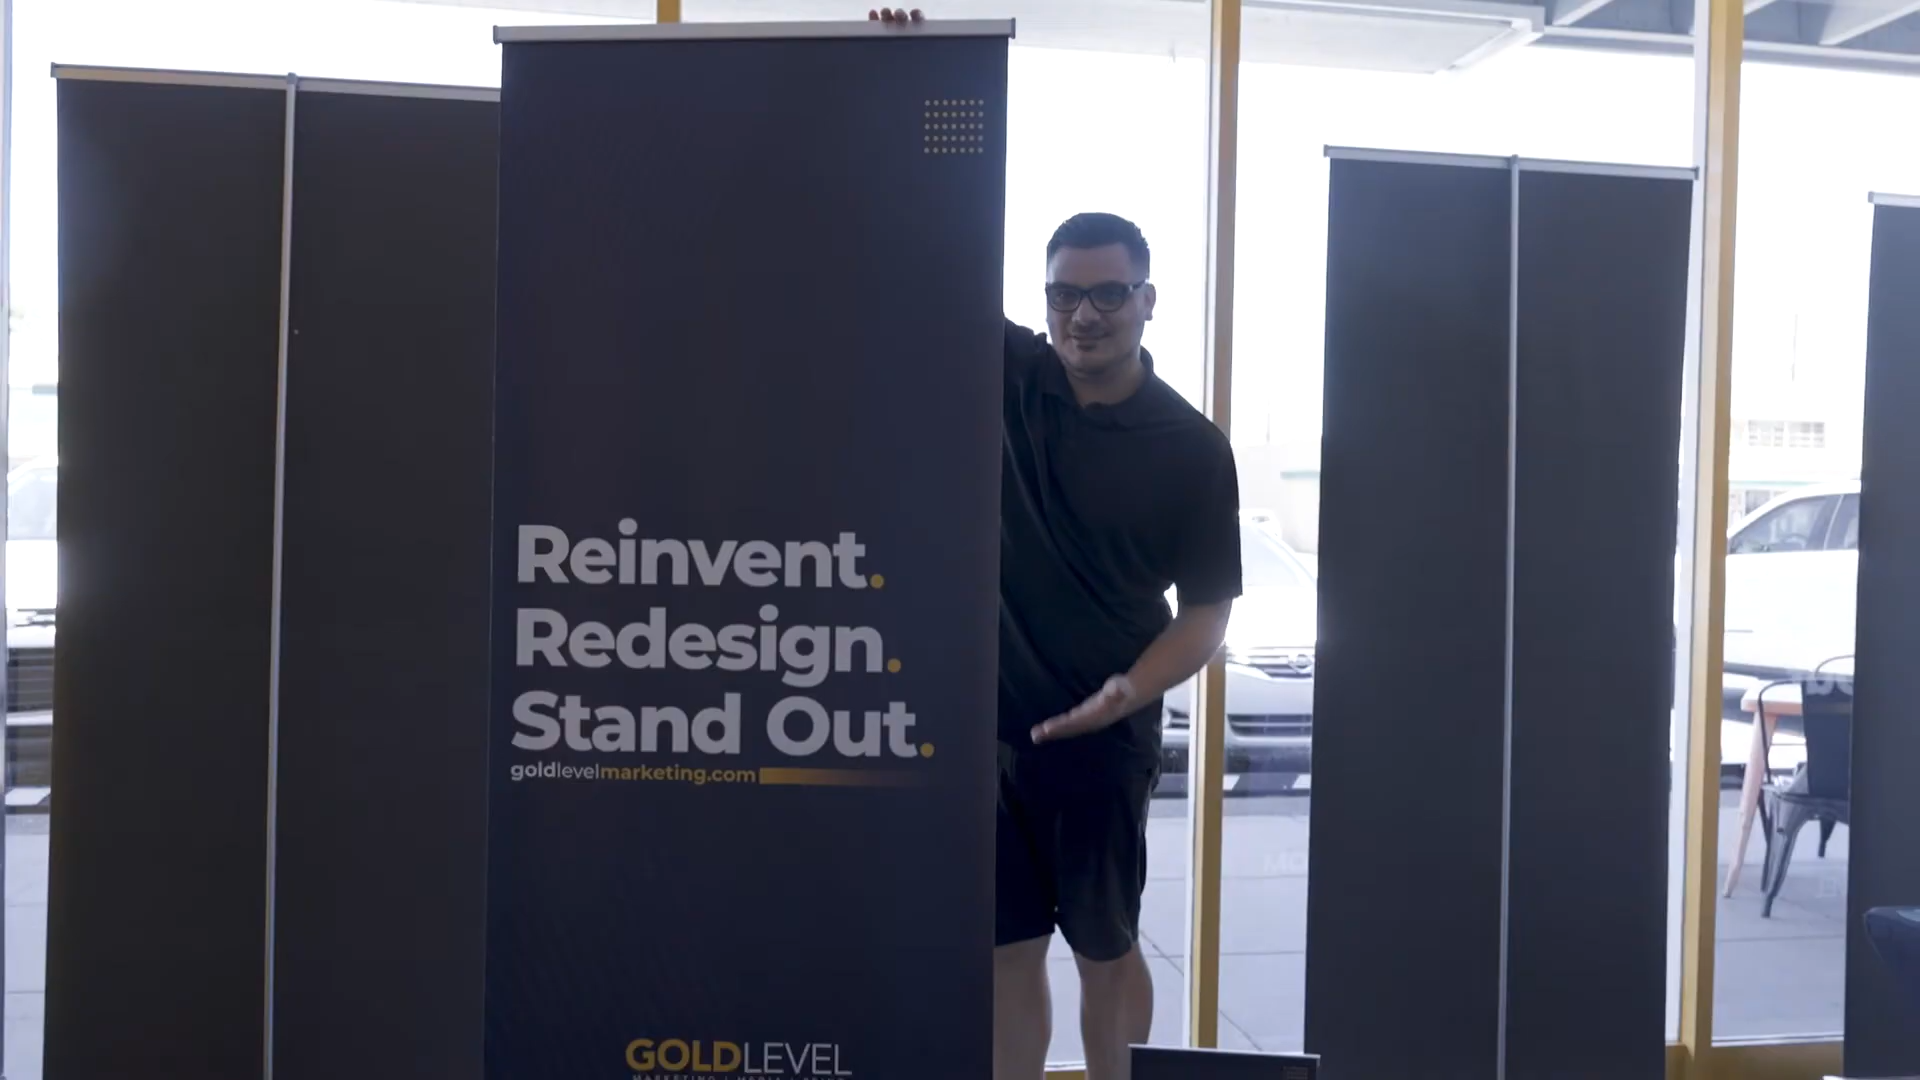 Reinvent.
Redesign.
Stand Out.
goldlevelmarketing.com
GOLDLEVEL